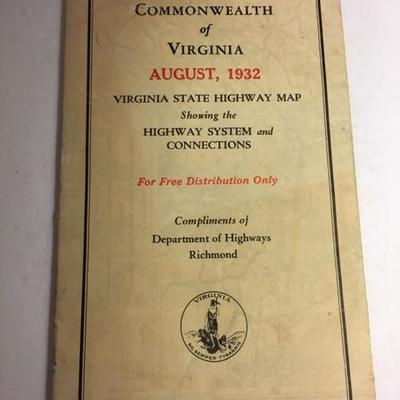 COMMONWEALTH
of
VIRGINIA
AUGUST, 1932
VIRGINIA STATE HIGHWAY MAP
Showing the
HIGHWAY SYSTEM and
CONNECTIONS
For Free Distribution Only
Compliments of
Department of Highways
Richmond
VIRGINIA
SIC SEMPER TYRANNIS